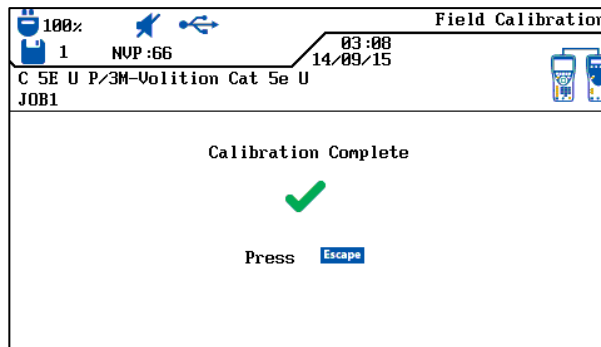 100% Field Calibration
1 NVP:66 03:08
14/09/15
C 5E U P/3M-Volition Cat 5e U
JOB1
Calibration Complete
Press Escape